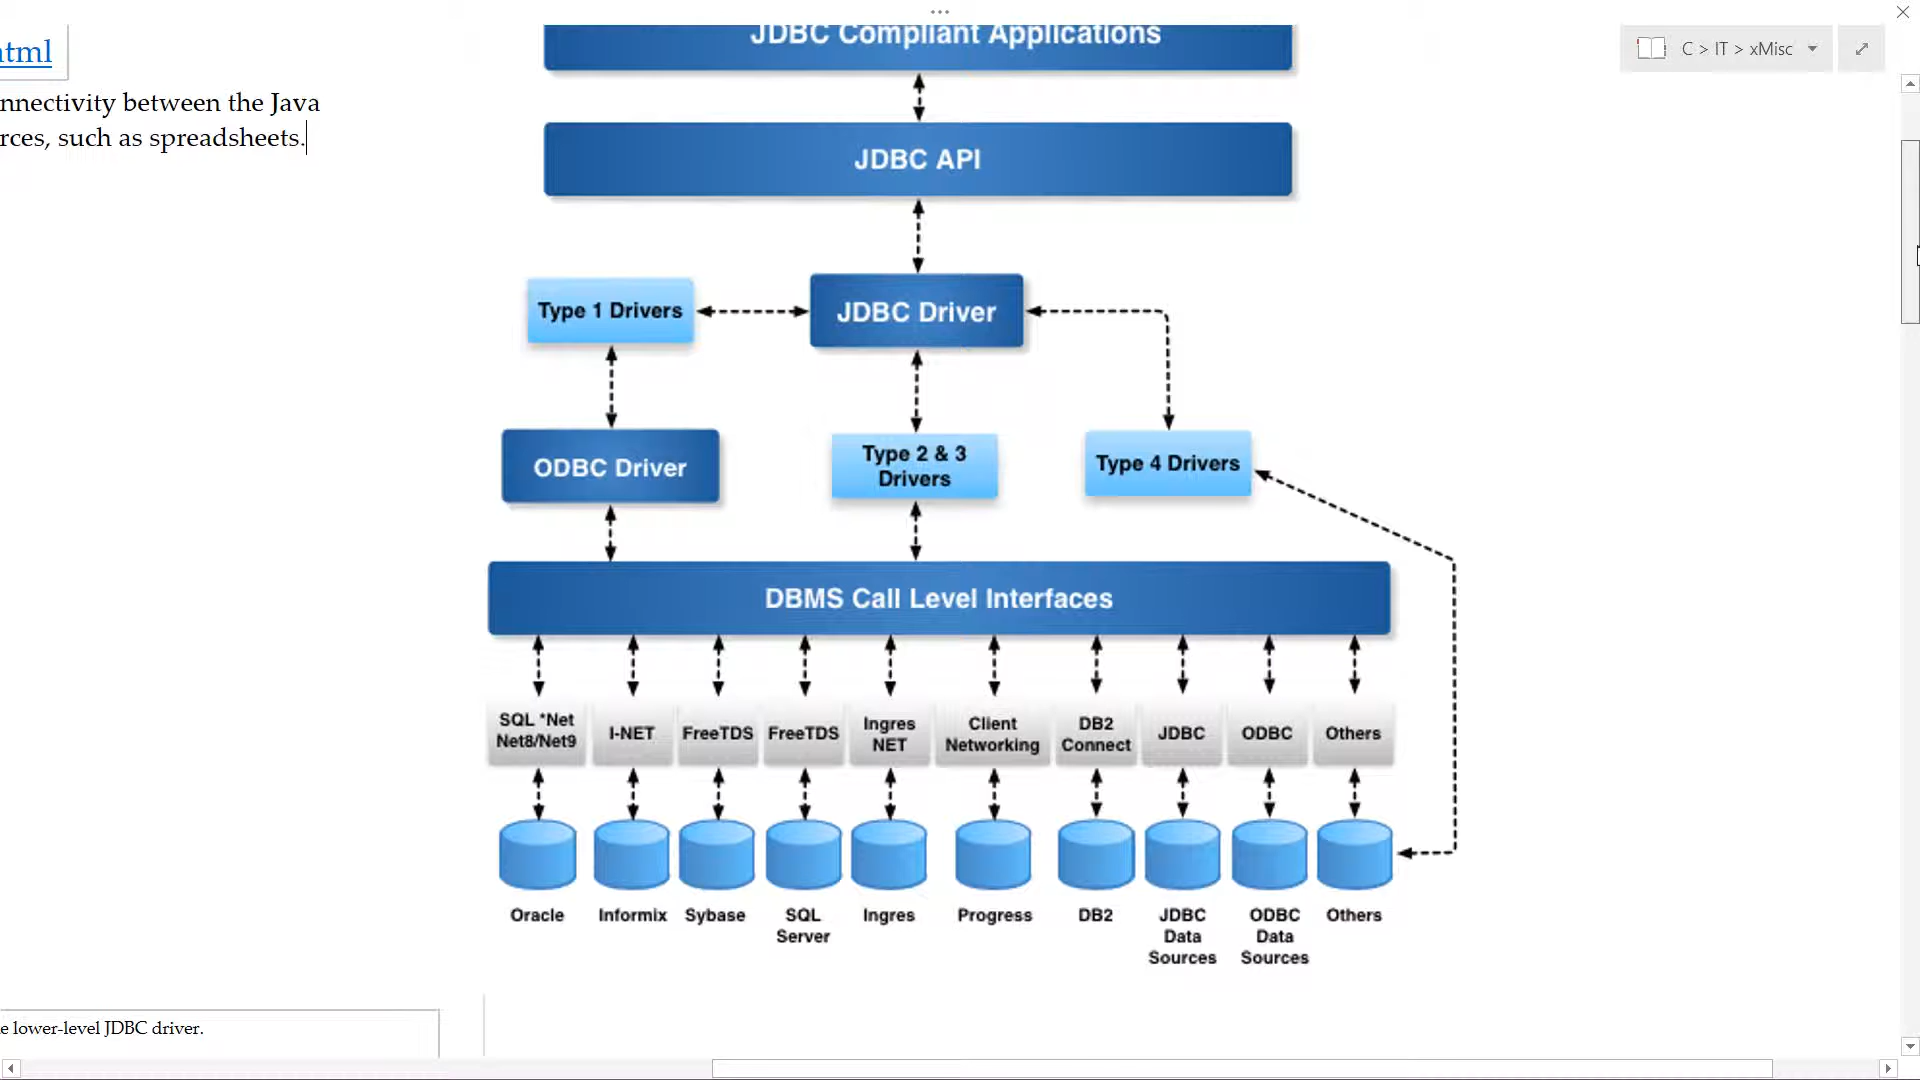 JDBC Compliant Applications
html
C > IT > xMisc
nnectivity between the Java
rces, such as spreadsheets.
JDBC API
Type 1 Drivers
JDBC Driver
ODBC Driver
Type 2 & 3
Drivers
Type 4 Drivers
DBMS Call Level Interfaces
SQL *Net
Net8/Net9
I-NET
FreeTDS
FreeTDS
Ingres
NET
Client
Networking
DB2
Connect
JDBC
ODBC
Others
Oracle
Informix
Sybase
SQL
Server
Ingres
Progress
DB2
JDBC
Data
Sources
ODBC
Data
Sources
Others
e lower-level JDBC driver.